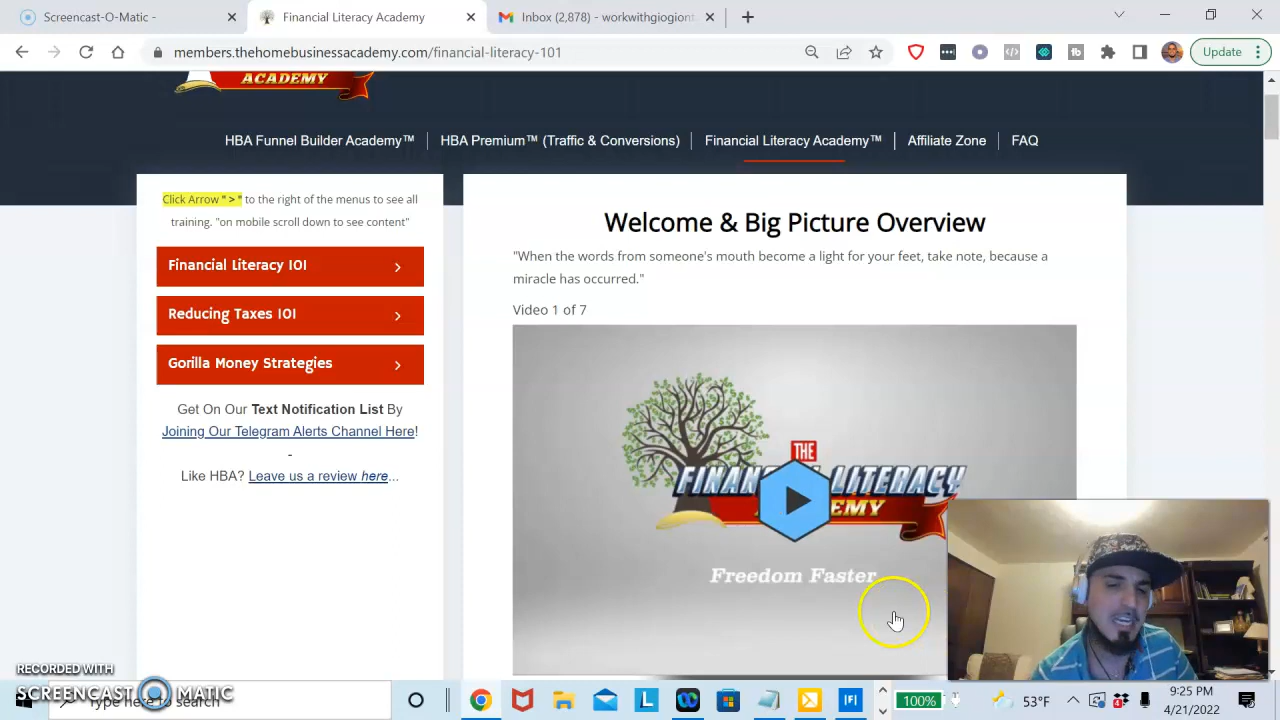 Screencast-O-Matic -
Financial Literacy Academy
Inbox (2,878) - workwithgiogiont
members.thehomebusinessacademy.com/financial-literacy-101
Update
ACADEMY
HBA Funnel Builder Academy™
HBA Premium™ (Traffic & Conversions)
Financial Literacy Academy™
Affiliate Zone
FAQ
Click Arrow " > " to the right of the menus to see all
training. "on mobile scroll down to see content"
Financial Literacy 101
Reducing Taxes 101
Gorilla Money Strategies
Get On Our Text Notification List By
Joining Our Telegram Alerts Channel Here!
-
Like HBA? Leave us a review here...
Welcome & Big Picture Overview
"When the words from someone's mouth become a light for your feet, take note, because a
miracle has occurred."
Video 1 of 7
THE
FINANCIAL LITERACY
ACADEMY
Freedom Faster
RECORDED WITH
SCREENCAST MATIC
Type here to search
100%
53°F
9:25 PM
4/21/2022